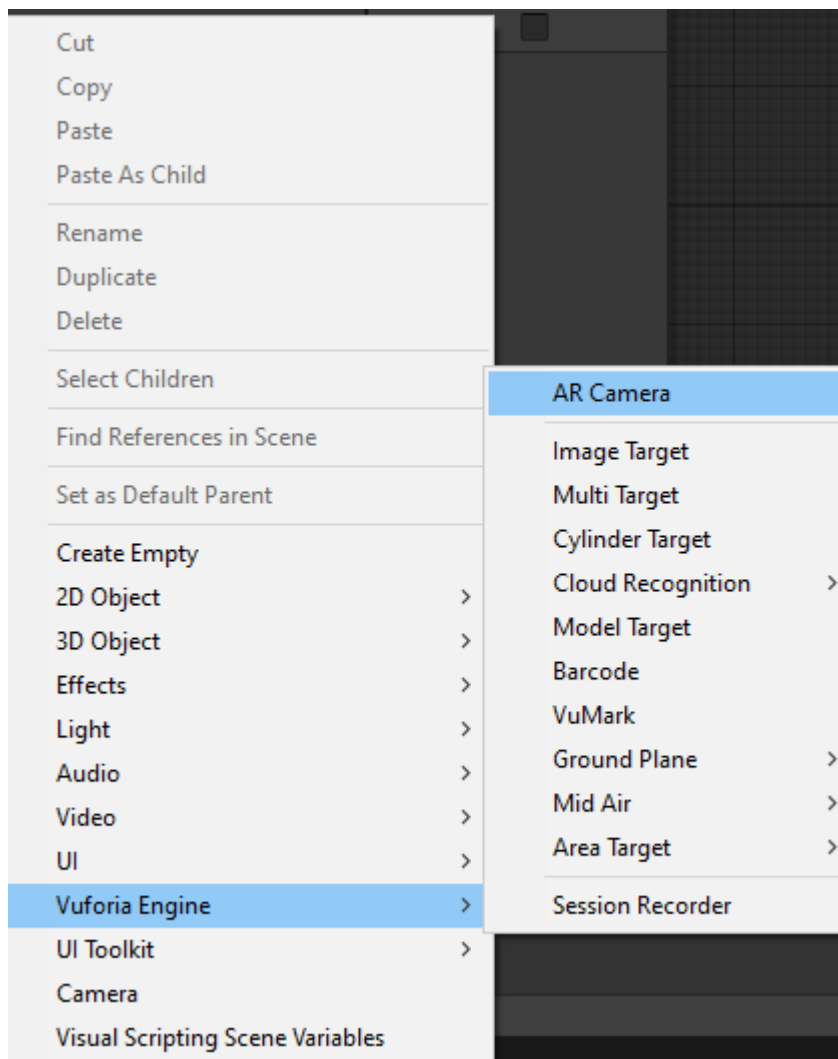 Cut
Copy
Paste
Paste As Child
Rename
Duplicate
Delete
Select Children
Find References in Scene
Set as Default Parent
Create Empty
2D Object
3D Object
Effects
Light
Audio
Video
UI
Vuforia Engine
UI Toolkit
Camera
Visual Scripting Scene Variables
AR Camera
Image Target
Multi Target
Cylinder Target
Cloud Recognition
Model Target
Barcode
VuMark
Ground Plane
Mid Air
Area Target
Session Recorder